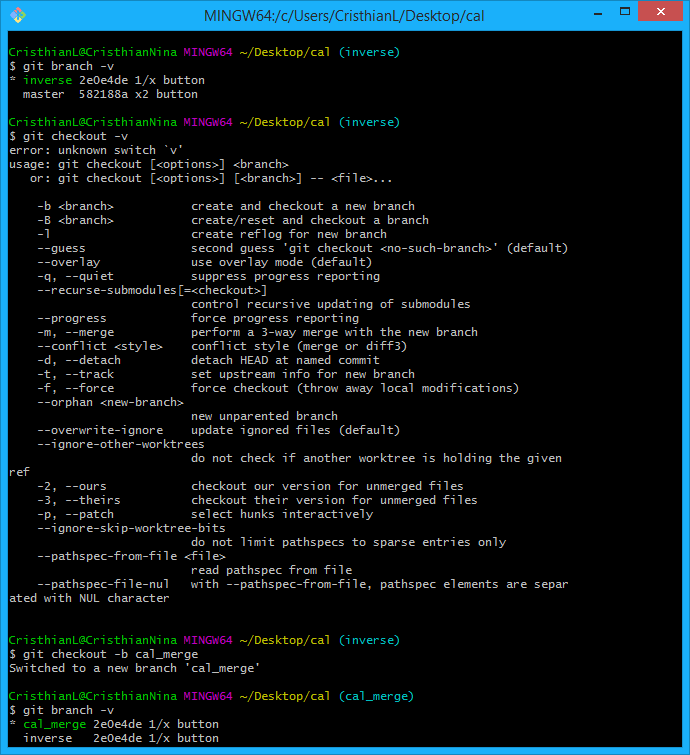 MINGW64:/c/Users/CristhianL/Desktop/cal
CristhianL@CristhianNina MINGW64 ~/Desktop/cal (inverse)
$ git branch -v
* inverse 2e0e4de 1/x button
  master  582188a x2 button

CristhianL@CristhianNina MINGW64 ~/Desktop/cal (inverse)
$ git checkout -v
error: unknown switch `v'
usage: git checkout [<options>] <branch>
   or: git checkout [<options>] [<branch>] -- <file>...

    -b <branch>           create and checkout a new branch
    -B <branch>           create/reset and checkout a branch
    -l                    create reflog for new branch
    --guess               second guess 'git checkout <no-such-branch>' (default)
    --overlay             use overlay mode (default)
    -q, --quiet           suppress progress reporting
    --recurse-submodules[=<checkout>]
                          control recursive updating of submodules
    --progress            force progress reporting
    -m, --merge           perform a 3-way merge with the new branch
    --conflict <style>    conflict style (merge or diff3)
    -d, --detach          detach HEAD at named commit
    -t, --track           set upstream info for new branch
    -f, --force           force checkout (throw away local modifications)
    --orphan <new-branch>
                          new unparented branch
    --overwrite-ignore    update ignored files (default)
    --ignore-other-worktrees
                          do not check if another worktree is holding the given
ref
    -2, --ours            checkout our version for unmerged files
    -3, --theirs          checkout their version for unmerged files
    -p, --patch           select hunks interactively
    --ignore-skip-worktree-bits
                          do not limit pathspecs to sparse entries only
    --pathspec-from-file <file>
                          read pathspec from file
    --pathspec-file-nul   with --pathspec-from-file, pathspec elements are separ
ated with NUL character

CristhianL@CristhianNina MINGW64 ~/Desktop/cal (inverse)
$ git checkout -b cal_merge
Switched to a new branch 'cal_merge'

CristhianL@CristhianNina MINGW64 ~/Desktop/cal (cal_merge)
$ git branch -v
* cal_merge 2e0e4de 1/x button
  inverse   2e0e4de 1/x button